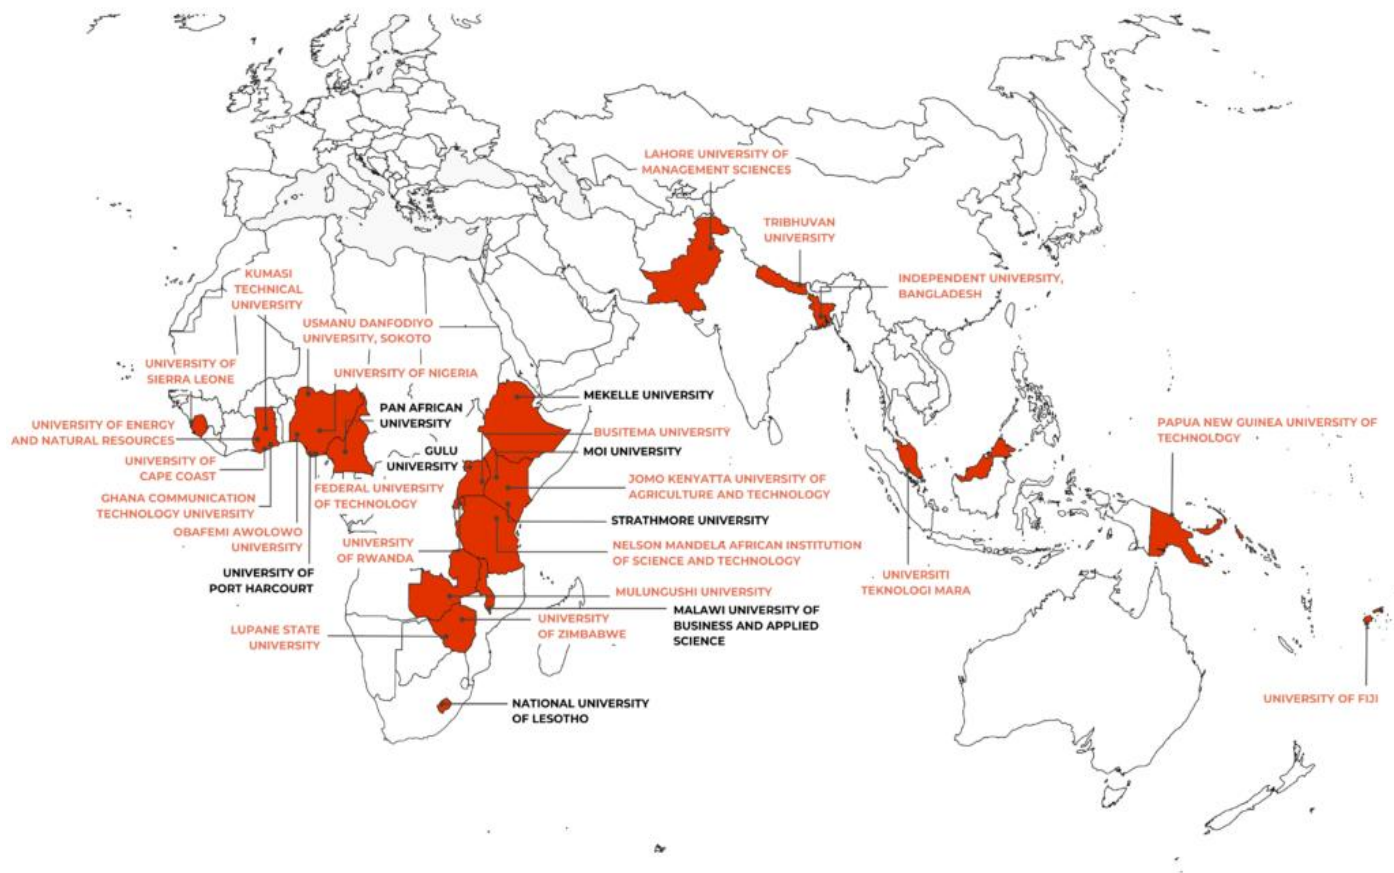 LAHORE UNIVERSITY OF
MANAGEMENT SCIENCES
TRIBHUVAN
UNIVERSITY
INDEPENDENT UNIVERSITY,
BANGLADESH
KUMASI
TECHNICAL
UNIVERSITY
USMANU DANFODIYO
UNIVERSITY, SOKOTO
UNIVERSITY OF
SIERRA LEONE
UNIVERSITY OF NIGERIA
MEKELLE UNIVERSITY
PAN AFRICAN
UNIVERSITY
UNIVERSITY OF ENERGY
AND NATURAL RESOURCES
BUSITEMA UNIVERSITY
PAPUA NEW GUINEA UNIVERSITY OF
TECHNOLOGY
GULU
UNIVERSITY
MOI UNIVERSITY
UNIVERSITY OF
CAPE COAST
JOMO KENYATTA UNIVERSITY OF
AGRICULTURE AND TECHNOLOGY
FEDERAL UNIVERSITY
OF TECHNOLOGY
GHANA COMMUNICATION
TECHNOLOGY UNIVERSITY
STRATHMORE UNIVERSITY
OBAFEMI AWOLOWO
UNIVERSITY
UNIVERSITY
OF RWANDA
NELSON MANDELA AFRICAN INSTITUTION
OF SCIENCE AND TECHNOLOGY
UNIVERSITY OF
PORT HARCOURT
UNIVERSITI
TEKNOLOGI MARA
MULUNGUSHI UNIVERSITY
MALAWI UNIVERSITY OF
BUSINESS AND APPLIED
SCIENCE
UNIVERSITY
OF ZIMBABWE
LUPANE STATE
UNIVERSITY
NATIONAL UNIVERSITY
OF LESOTHO
UNIVERSITY OF FIJI